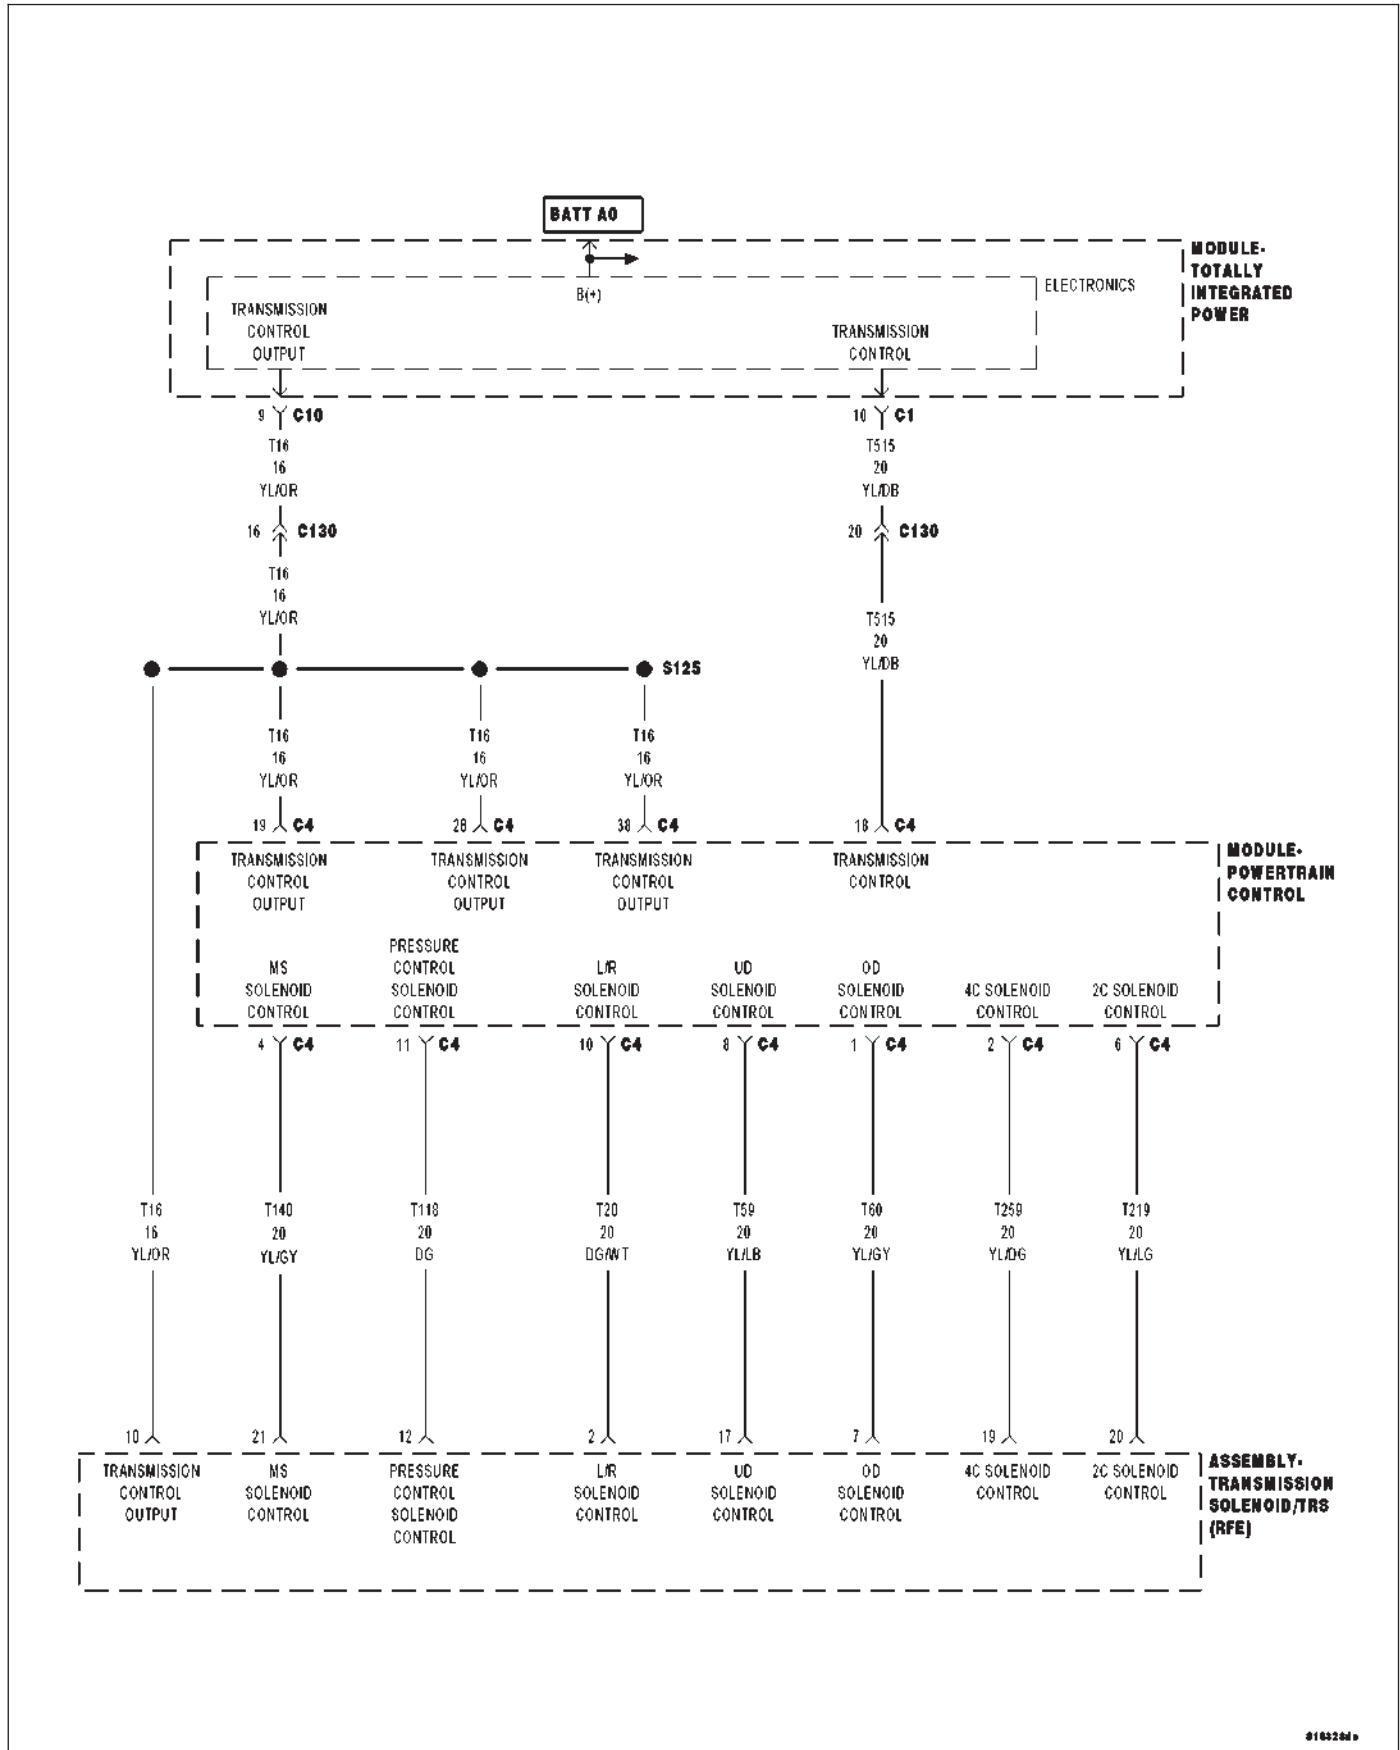 BATT A0
MODULE-
TOTALLY
INTEGRATED
POWER
ELECTRONICS
B(+)
TRANSMISSION
CONTROL
OUTPUT
TRANSMISSION
CONTROL
9 C10
10 C1
T16
16
YL/OR
T515
20
YL/DB
16 C130
20 C130
T16
16
YL/OR
T515
20
YL/DB
S125
T16
16
YL/OR
T16
16
YL/OR
T16
16
YL/OR
19 C4
28 C4
38 C4
18 C4
MODULE-
POWERTRAIN
CONTROL
TRANSMISSION
CONTROL
OUTPUT
TRANSMISSION
CONTROL
OUTPUT
TRANSMISSION
CONTROL
OUTPUT
TRANSMISSION
CONTROL
MS
SOLENOID
CONTROL
PRESSURE
CONTROL
SOLENOID
CONTROL
L/R
SOLENOID
CONTROL
UD
SOLENOID
CONTROL
OD
SOLENOID
CONTROL
4C SOLENOID
CONTROL
2C SOLENOID
CONTROL
4 C4
11 C4
10 C4
8 C4
1 C4
2 C4
6 C4
T16
16
YL/OR
T140
20
YL/GY
T118
20
DG
T20
20
DG/WT
T59
20
YL/LB
T60
20
YL/GY
T259
20
YL/DG
T219
20
YL/LG
10
21
12
2
17
7
19
20
TRANSMISSION
CONTROL
OUTPUT
MS
SOLENOID
CONTROL
PRESSURE
CONTROL
SOLENOID
CONTROL
L/R
SOLENOID
CONTROL
UD
SOLENOID
CONTROL
OD
SOLENOID
CONTROL
4C SOLENOID
CONTROL
2C SOLENOID
CONTROL
ASSEMBLY-
TRANSMISSION
SOLENOID/TRS
(RFE)